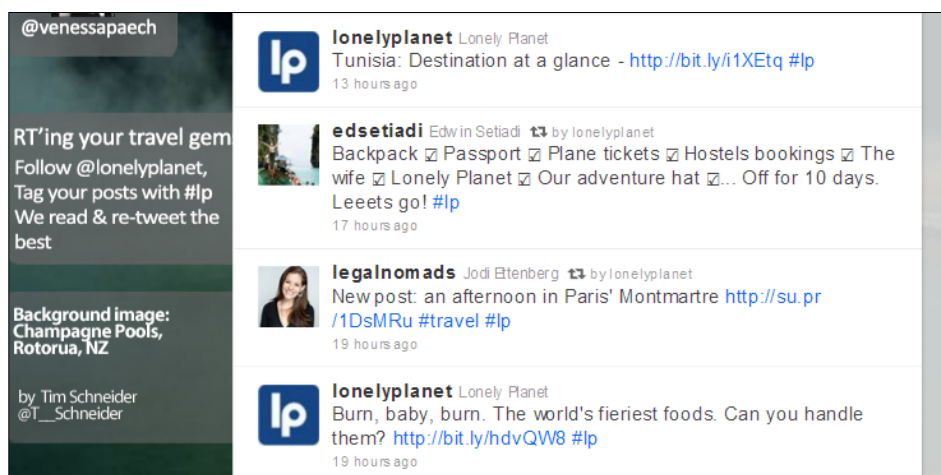 @venessapaech
RT'ing your travel gem
Follow @lonelyplanet,
Tag your posts with #lp
We read & re-tweet the
best
Background image:
Champagne Pools,
Rotorua, NZ
by Tim Schneider
@T__Schneider
lp
lonelyplanet Lonely Planet
Tunisia: Destination at a glance - http://bit.ly/i1XEtq #lp
13 hours ago
edsetiadi Edwin Setiadi by lonelyplanet
Backpack ☑ Passport ☑ Plane tickets ☑ Hostels bookings ☑ The
wife ☑ Lonely Planet ☑ Our adventure hat ☑... Off for 10 days.
Leeets go! #lp
17 hours ago
legalnomads Jodi Ettenberg by lonelyplanet
New post: an afternoon in Paris' Montmartre http://su.pr
/1DsMRu #travel #lp
19 hours ago
lp
lonelyplanet Lonely Planet
Burn, baby, burn. The world's fieriest foods. Can you handle
them? http://bit.ly/hdvQW8 #lp
19 hours ago